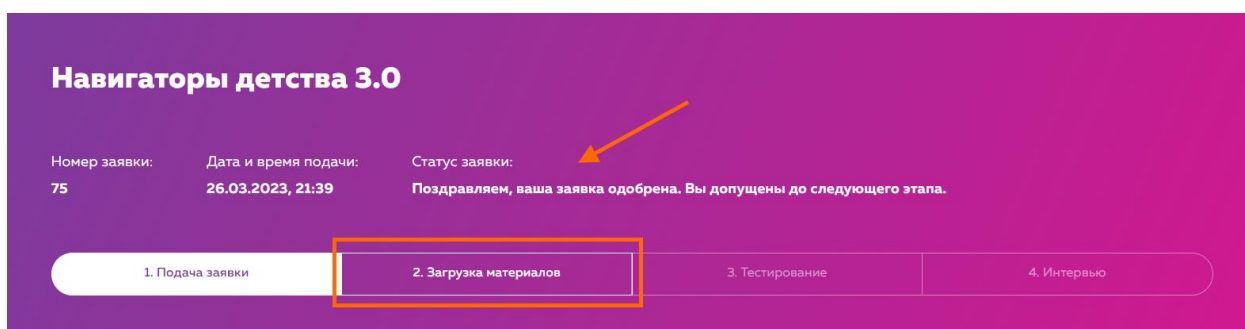 Навигаторы детства 3.0
Номер заявки: Дата и время подачи: Статус заявки:
75 26.03.2023, 21:39 Поздравляем, ваша заявка одобрена. Вы допущены до следующего этапа.
1. Подача заявки 2. Загрузка материалов 3. Тестирование 4. Интервью